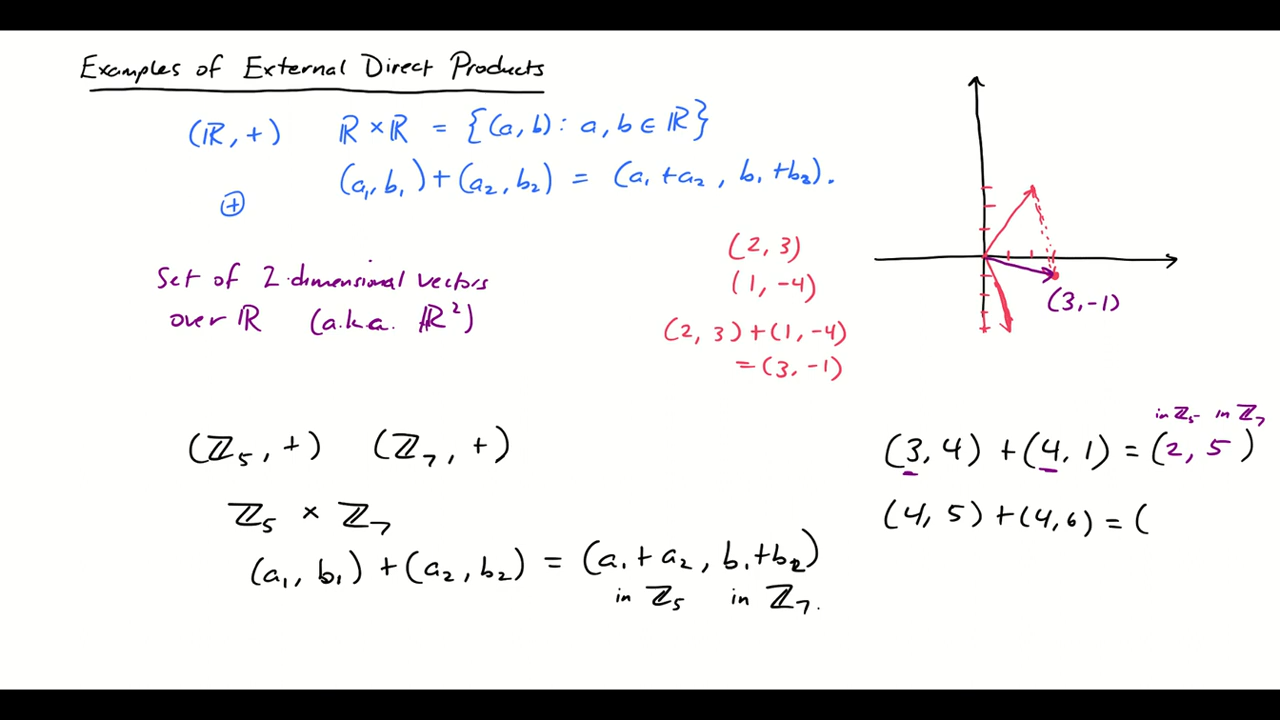 Examples of External Direct Products
(ℝ, +) ℝ × ℝ = {(a, b) : a, b ∈ ℝ}
(a₁, b₁) + (a₂, b₂) = (a₁ + a₂, b₁ + b₂).
⊕
Set of 2-dimensional vectors
over ℝ (a.k.a. ℝ²)
(2, 3)
(1, -4)
(2, 3) + (1, -4)
= (3, -1)
(3, -1)
(ℤ₅, +) (ℤ₇, +)
ℤ₅ × ℤ₇
(a₁, b₁) + (a₂, b₂) = (a₁ + a₂, b₁ + b₂)
in ℤ₅ in ℤ₇.
in ℤ₅ in ℤ₇
(3, 4) + (4, 1) = (2, 5)
(4, 5) + (4, 6) = (